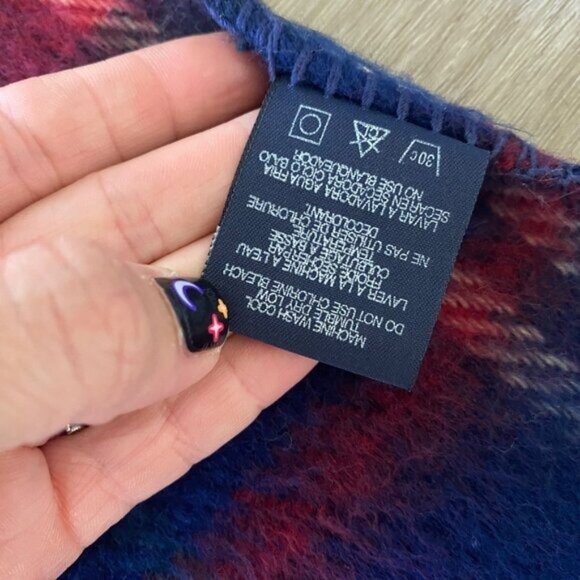 MACHINE WASH COOL
TUMBLE DRY LOW
DO NOT USE CHLORINE BLEACH
LAVER À LA MACHINE À L'EAU
FROIDE SECHER PAR
CULBUTAGE À BASSE
TEMPERATURE
NE PAS UTILISER DE CHLORURE
DECOLORANT.
LAVAR A LAVADORA AGUA FRIA
SECAR EN SECADORA CICLO BAJO
NO USE BLANQUEADOR
30C
CL